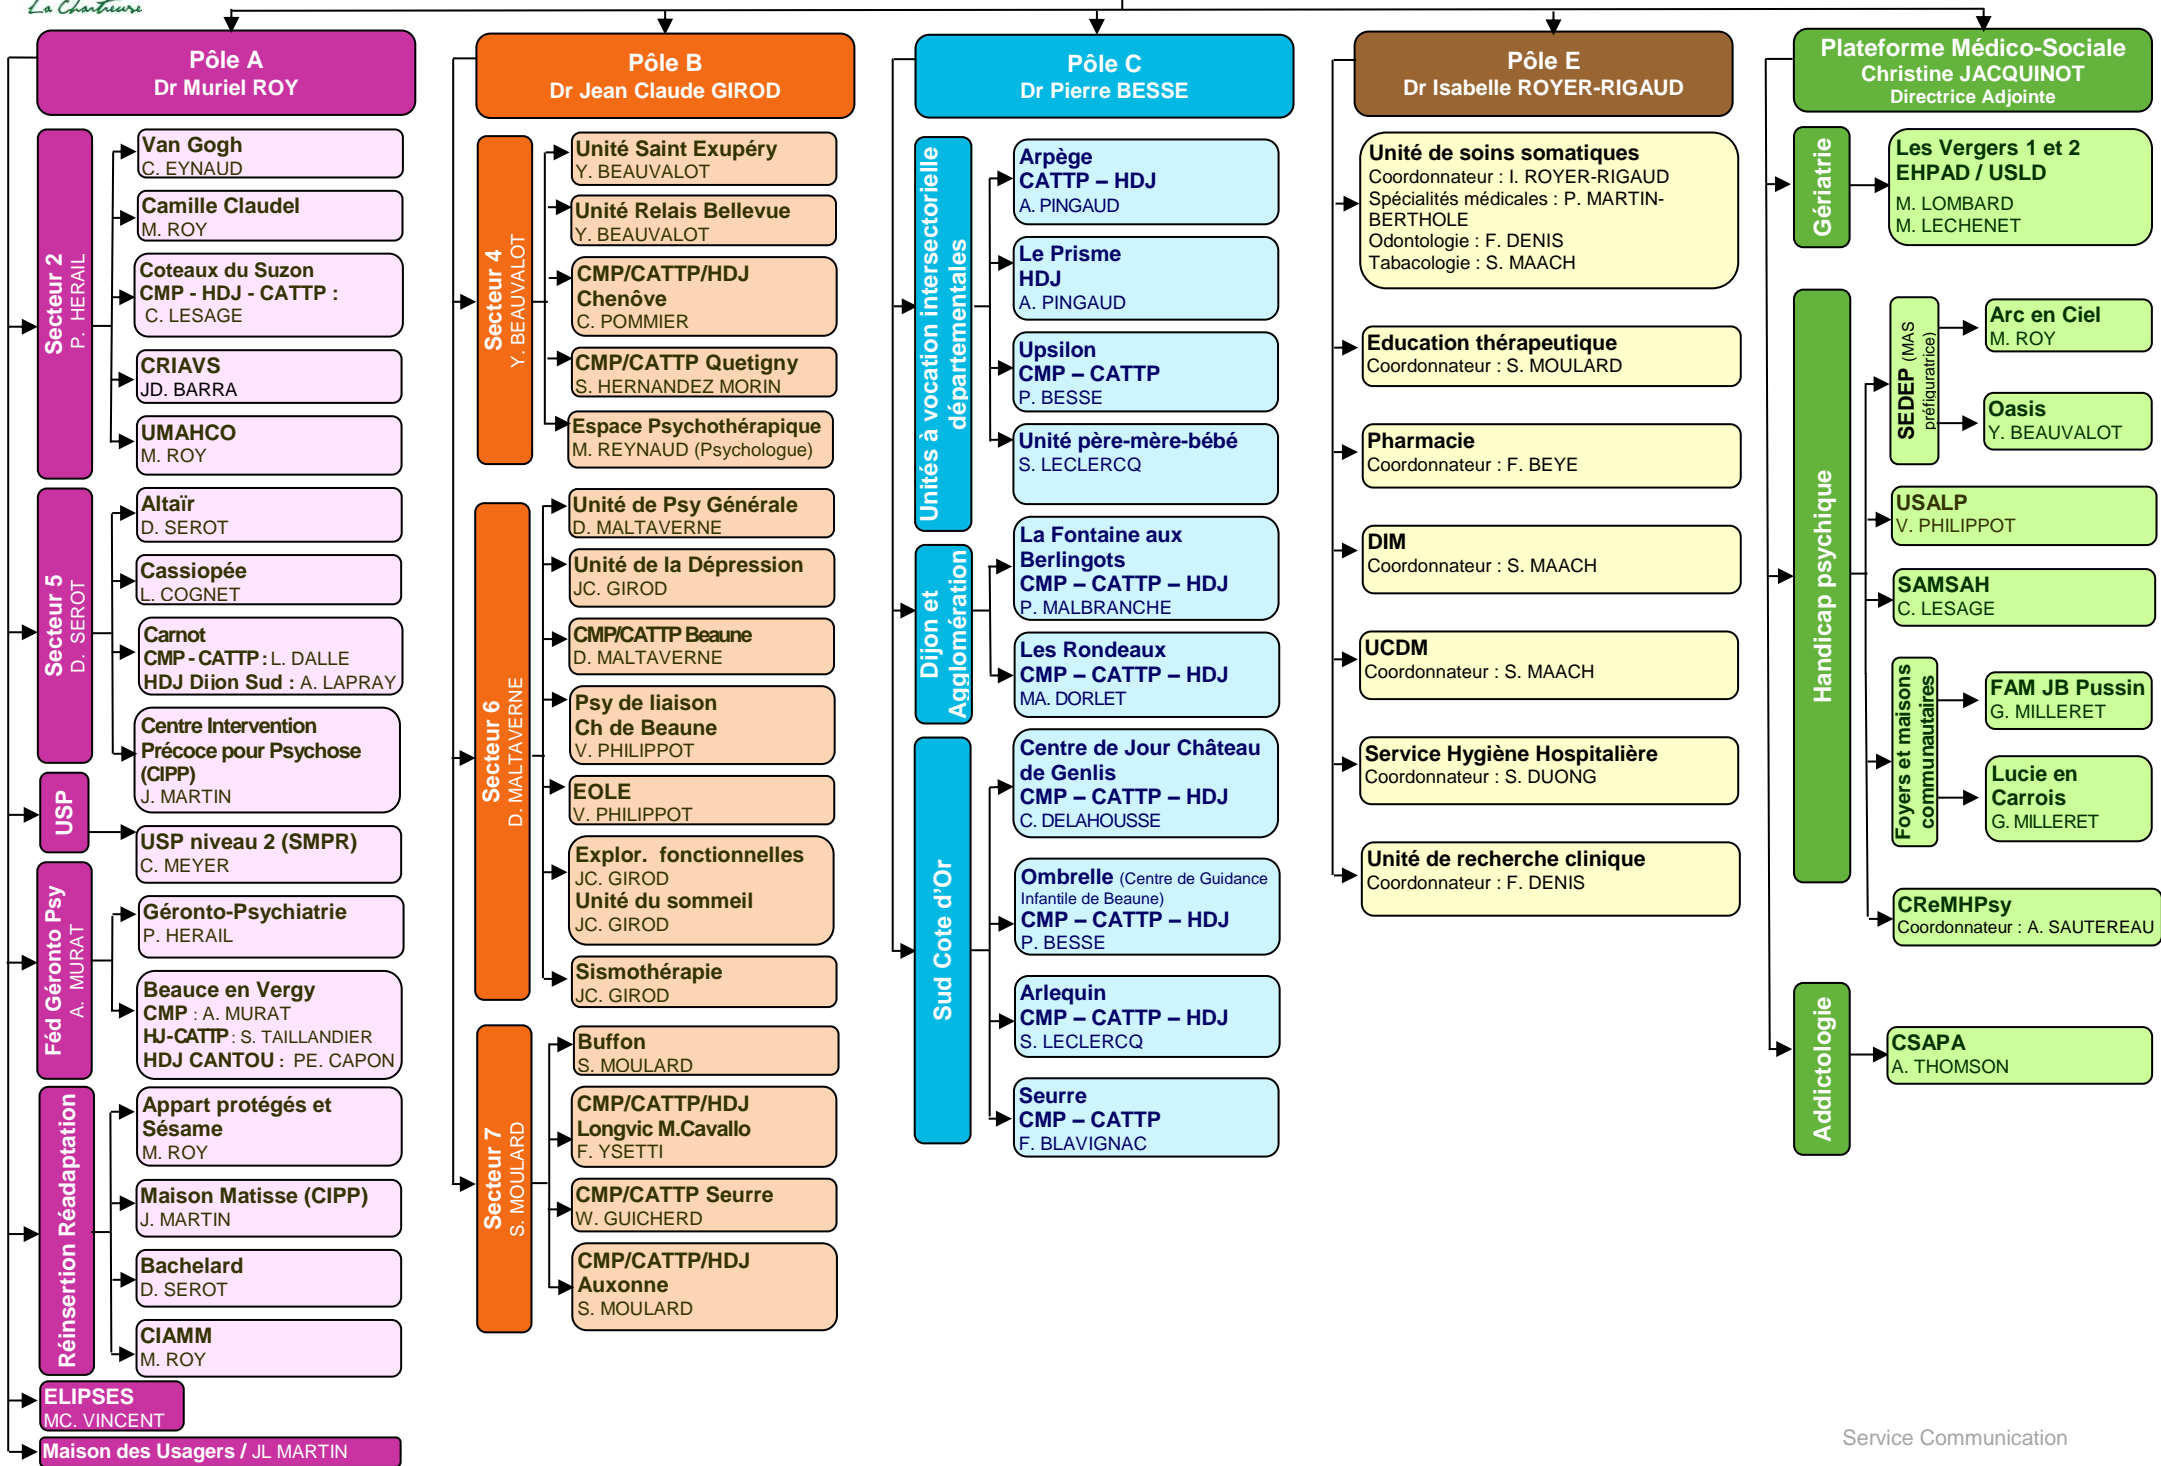 La Chartreuse
Pôle A
Dr Muriel ROY
Secteur 2
P. HERAIL
Van Gogh
C. EYNAUD
Camille Claudel
M. ROY
Coteaux du Suzon
CMP - HDJ - CATTP :
C. LESAGE
CRIAVS
JD. BARRA
UMAHCO
M. ROY
Secteur 5
D. SEROT
Altaïr
D. SEROT
Cassiopée
L. COGNET
Carnot
CMP - CATTP : L. DALLE
HDJ Dijon Sud : A. LAPRAY
Centre Intervention
Précoce pour Psychose
(CIPP)
J. MARTIN
USP
USP niveau 2 (SMPR)
C. MEYER
Féd Géronto Psy
A. MURAT
Géronto-Psychiatrie
P. HERAIL
Beauce en Vergy
CMP : A. MURAT
HJ-CATTP : S. TAILLANDIER
HDJ CANTOU : PE. CAPON
Réinsertion Réadaptation
Appart protégés et
Sésame
M. ROY
Maison Matisse (CIPP)
J. MARTIN
Bachelard
D. SEROT
CIAMM
M. ROY
ELIPSES
MC. VINCENT
Maison des Usagers / JL MARTIN
Pôle B
Dr Jean Claude GIROD
Secteur 4
Y. BEAUVALOT
Unité Saint Exupéry
Y. BEAUVALOT
Unité Relais Bellevue
Y. BEAUVALOT
CMP/CATTP/HDJ
Chenôve
C. POMMIER
CMP/CATTP Quetigny
S. HERNANDEZ MORIN
Espace Psychothérapique
M. REYNAUD (Psychologue)
Secteur 6
D. MALTAVERNE
Unité de Psy Générale
D. MALTAVERNE
Unité de la Dépression
JC. GIROD
CMP/CATTP Beaune
D. MALTAVERNE
Psy de liaison
Ch de Beaune
V. PHILIPPOT
EOLE
V. PHILIPPOT
Explor. fonctionnelles
JC. GIROD
Unité du sommeil
JC. GIROD
Sismothérapie
JC. GIROD
Secteur 7
S. MOULARD
Buffon
S. MOULARD
CMP/CATTP/HDJ
Longvic M.Cavallo
F. YSETTI
CMP/CATTP Seurre
W. GUICHERD
CMP/CATTP/HDJ
Auxonne
S. MOULARD
Pôle C
Dr Pierre BESSE
Unités à vocation intersectorielle
départementales
Arpège
CATTP – HDJ
A. PINGAUD
Le Prisme
HDJ
A. PINGAUD
Upsilon
CMP – CATTP
P. BESSE
Unité père-mère-bébé
S. LECLERCQ
Dijon et
Agglomération
La Fontaine aux
Berlingots
CMP – CATTP – HDJ
P. MALBRANCHE
Les Rondeaux
CMP – CATTP – HDJ
MA. DORLET
Sud Cote d'Or
Centre de Jour Château
de Genlis
CMP – CATTP – HDJ
C. DELAHOUSSE
Ombrelle (Centre de Guidance
Infantile de Beaune)
CMP – CATTP – HDJ
P. BESSE
Arlequin
CMP – CATTP – HDJ
S. LECLERCQ
Seurre
CMP – CATTP
F. BLAVIGNAC
Pôle E
Dr Isabelle ROYER-RIGAUD
Unité de soins somatiques
Coordonnateur : I. ROYER-RIGAUD
Spécialités médicales : P. MARTIN-
BERTHOLE
Odontologie : F. DENIS
Tabacologie : S. MAACH
Education thérapeutique
Coordonnateur : S. MOULARD
Pharmacie
Coordonnateur : F. BEYE
DIM
Coordonnateur : S. MAACH
UCDM
Coordonnateur : S. MAACH
Service Hygiène Hospitalière
Coordonnateur : S. DUONG
Unité de recherche clinique
Coordonnateur : F. DENIS
Plateforme Médico-Sociale
Christine JACQUINOT
Directrice Adjointe
Gériatrie
Les Vergers 1 et 2
EHPAD / USLD
M. LOMBARD
M. LECHENET
Handicap psychique
SEDEP (MAS
préfiguratrice)
Arc en Ciel
M. ROY
Oasis
Y. BEAUVALOT
USALP
V. PHILIPPOT
SAMSAH
C. LESAGE
Foyers et maisons
communautaires
FAM JB Pussin
G. MILLERET
Lucie en
Carrois
G. MILLERET
CReMHPsy
Coordonnateur : A. SAUTEREAU
Addictologie
CSAPA
A. THOMSON
Service Communication